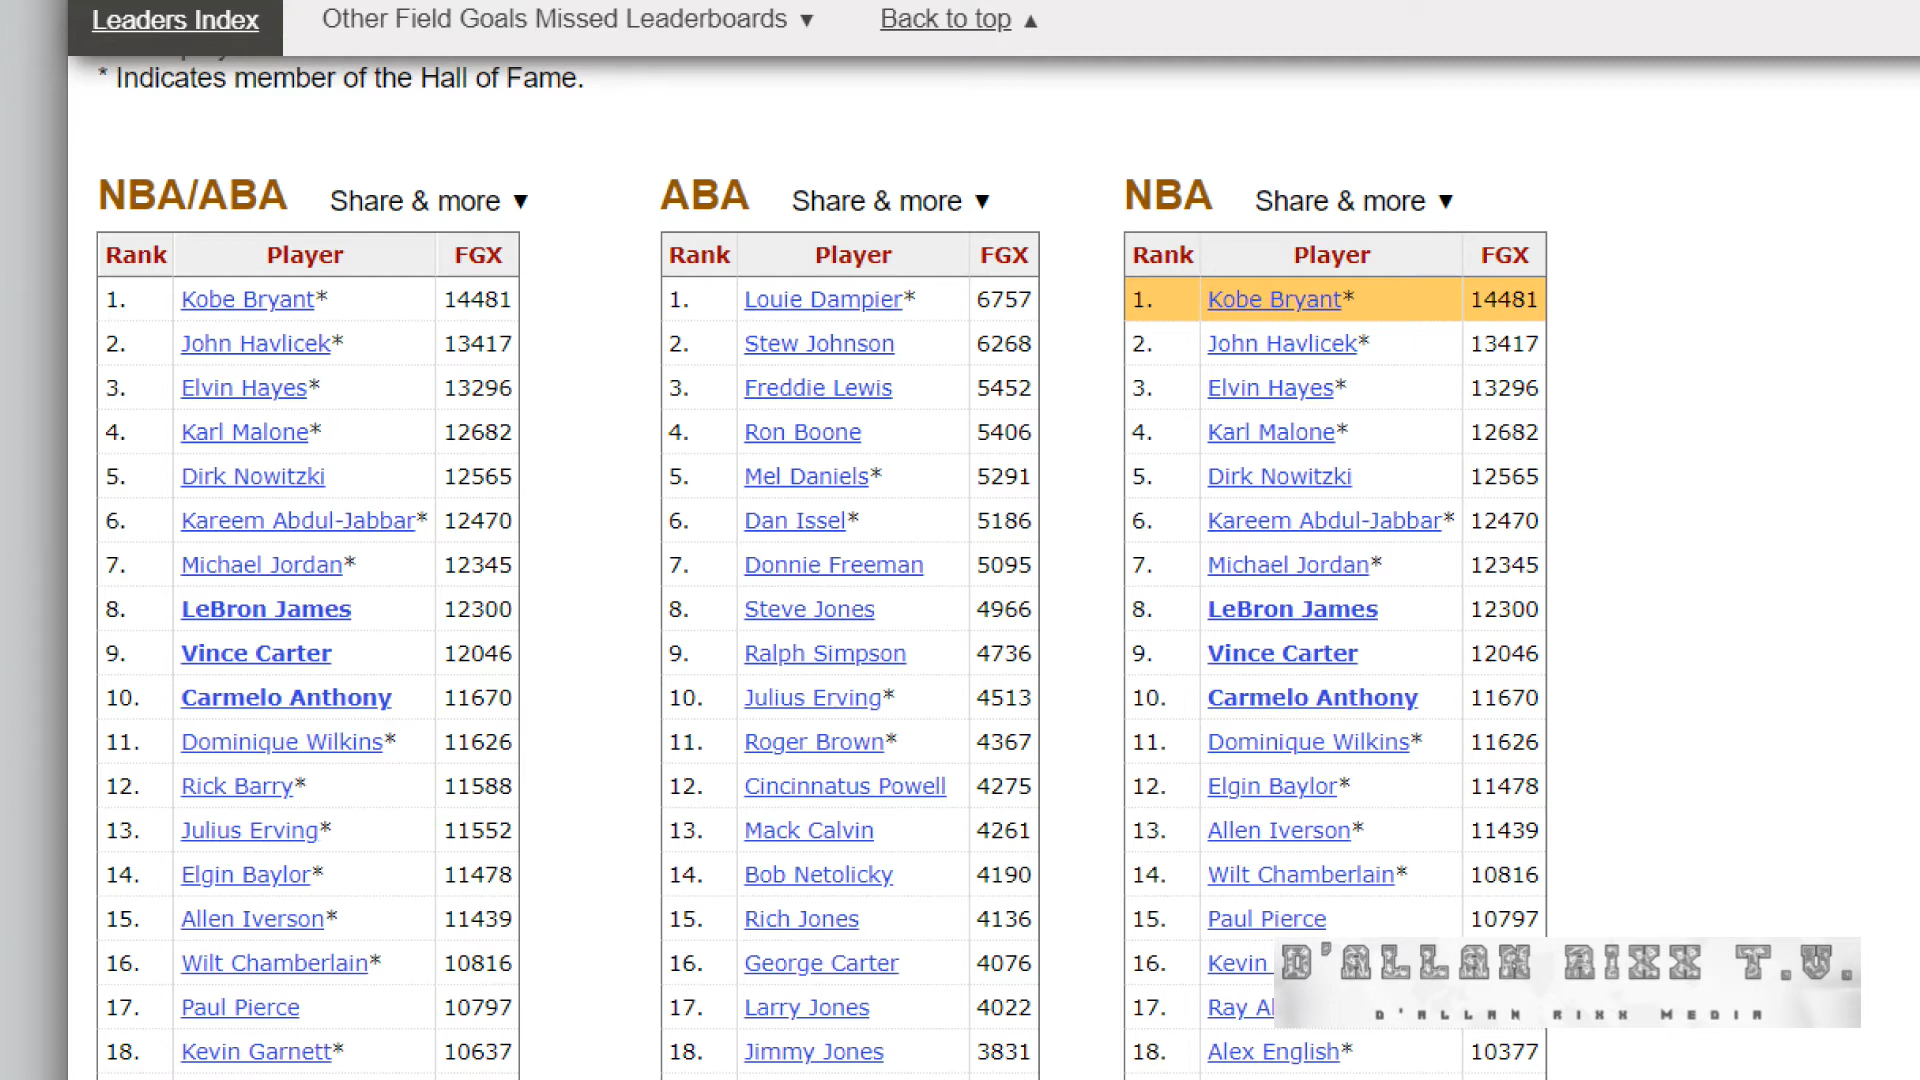 Leaders Index Other Field Goals Missed Leaderboards ▼ Back to top ▲
* Indicates member of the Hall of Fame.
NBA/ABA Share & more ▼
Rank Player FGX
1. Kobe Bryant* 14481
2. John Havlicek* 13417
3. Elvin Hayes* 13296
4. Karl Malone* 12682
5. Dirk Nowitzki 12565
6. Kareem Abdul-Jabbar* 12470
7. Michael Jordan* 12345
8. LeBron James 12300
9. Vince Carter 12046
10. Carmelo Anthony 11670
11. Dominique Wilkins* 11626
12. Rick Barry* 11588
13. Julius Erving* 11552
14. Elgin Baylor* 11478
15. Allen Iverson* 11439
16. Wilt Chamberlain* 10816
17. Paul Pierce 10797
18. Kevin Garnett* 10637
ABA Share & more ▼
Rank Player FGX
1. Louie Dampier* 6757
2. Stew Johnson 6268
3. Freddie Lewis 5452
4. Ron Boone 5406
5. Mel Daniels* 5291
6. Dan Issel* 5186
7. Donnie Freeman 5095
8. Steve Jones 4966
9. Ralph Simpson 4736
10. Julius Erving* 4513
11. Roger Brown* 4367
12. Cincinnatus Powell 4275
13. Mack Calvin 4261
14. Bob Netolicky 4190
15. Rich Jones 4136
16. George Carter 4076
17. Larry Jones 4022
18. Jimmy Jones 3831
NBA Share & more ▼
Rank Player FGX
1. Kobe Bryant* 14481
2. John Havlicek* 13417
3. Elvin Hayes* 13296
4. Karl Malone* 12682
5. Dirk Nowitzki 12565
6. Kareem Abdul-Jabbar* 12470
7. Michael Jordan* 12345
8. LeBron James 12300
9. Vince Carter 12046
10. Carmelo Anthony 11670
11. Dominique Wilkins* 11626
12. Elgin Baylor* 11478
13. Allen Iverson* 11439
14. Wilt Chamberlain* 10816
15. Paul Pierce 10797
16. Kevin
17. Ray
18. Alex English* 10377
D'ALLAN RIXX T.V.
D'ALLAN RIXX MEDIA